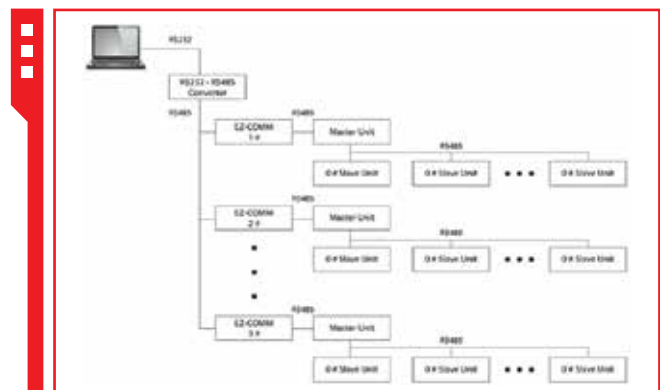 RS232
RS232 - RS485
Converter
RS485
EZ-COMM
1 #
RS485
Master Unit
RS485
0 # Slave Unit
0 # Slave Unit
0 # Slave Unit
EZ-COMM
2 #
RS485
Master Unit
RS485
0 # Slave Unit
0 # Slave Unit
0 # Slave Unit
EZ-COMM
RS485
Master Unit
RS485
0 # Slave Unit
0 # Slave Unit
0 # Slave Unit